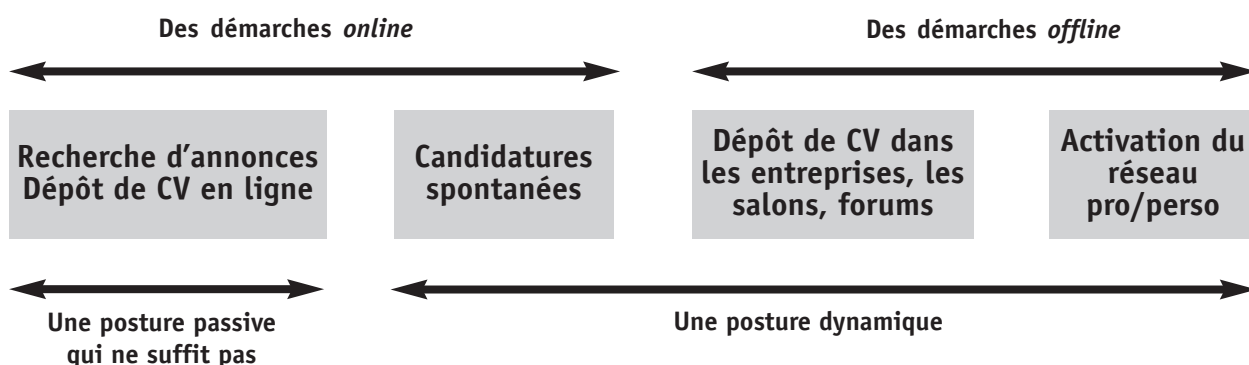 Des démarches online
Des démarches offline
Recherche d'annonces
Dépôt de CV en ligne
Candidatures
spontanées
Dépôt de CV dans
les entreprises, les
salons, forums
Activation du
réseau
pro/perso
Une posture passive
qui ne suffit pas
Une posture dynamique